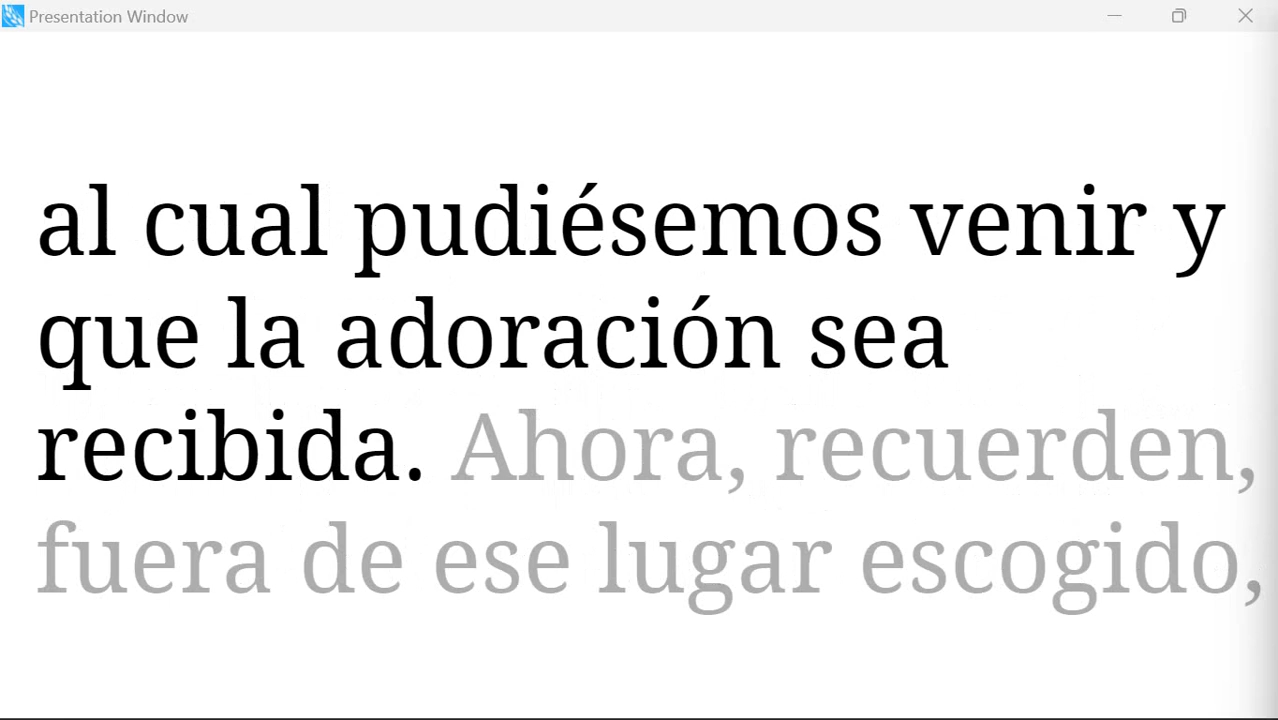 Presentation Window
al cual pudiésemos venir y
que la adoración sea
recibida. Ahora, recuerden,
fuera de ese lugar escogido,